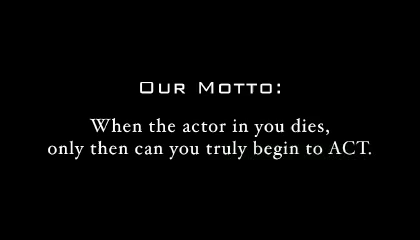 Our Motto:
When the actor in you dies,
only then can you truly begin to ACT.